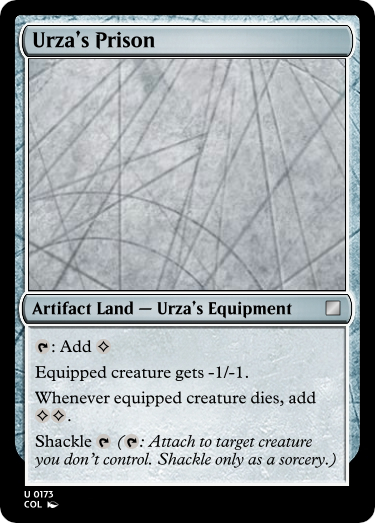 Urza's Prison
Artifact Land — Urza's Equipment
: Add
Equipped creature gets -1/-1.
Whenever equipped creature dies, add
.
Shackle (: Attach to target creature
you don't control. Shackle only as a sorcery.)
U 0173
COL